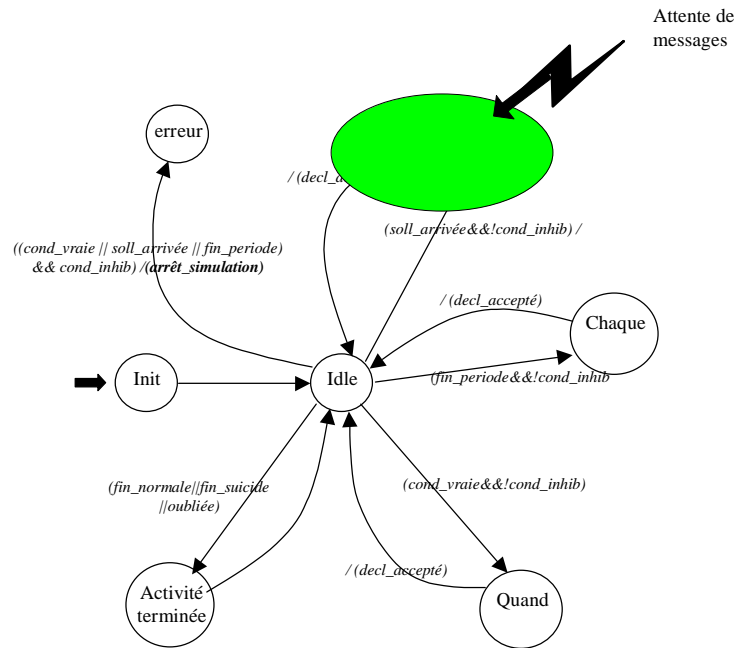 Attente de
messages
erreur
/ (decl_a
(soll_arrivée&&!cond_inhib) /
((cond_vraie || soll_arrivée || fin_periode)
&& cond_inhib) /(arrêt_simulation)
/ (decl_accepté)
Chaque
Init
Idle
(fin_periode&&!cond_inhib
(fin_normale||fin_suicide
||oubliée)
(cond_vraie&&!cond_inhib)
/ (decl_accepté)
Activité
terminée
Quand